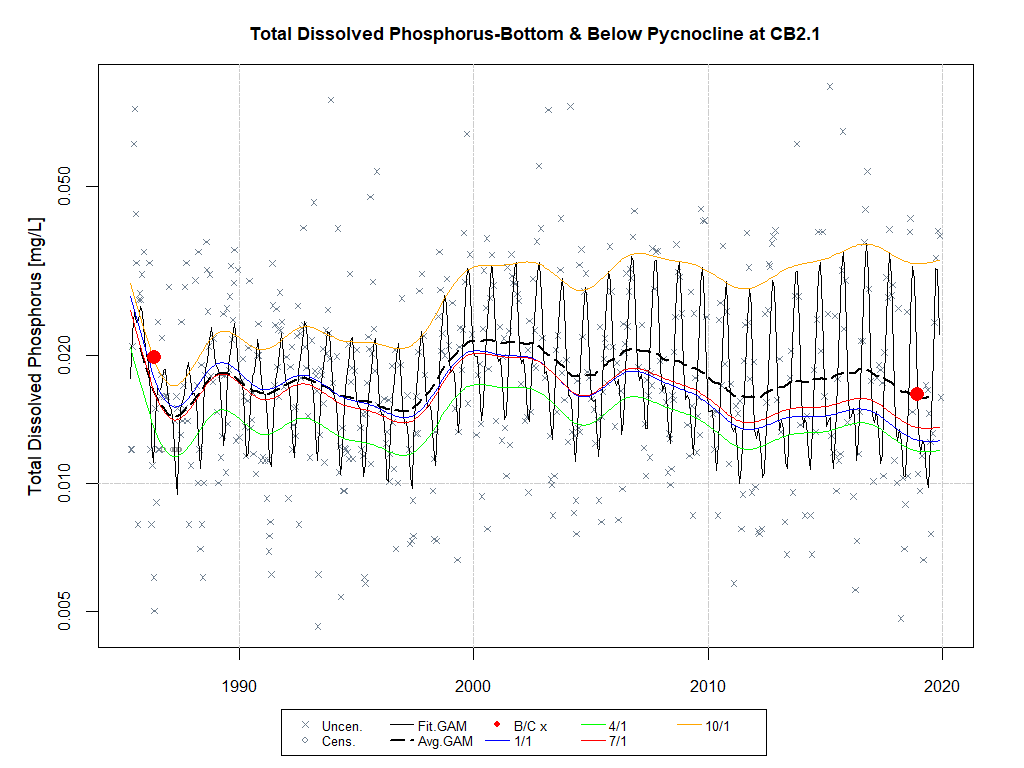 Total Dissolved Phosphorus-Bottom & Below Pycnocline at CB2.1
Total Dissolved Phosphorus [mg/L]
0.050
0.020
0.010
0.005
1990 2000 2010 2020
Uncen. Fit.GAM B/C x 4/1 10/1
Cens. Avg.GAM 1/1 7/1